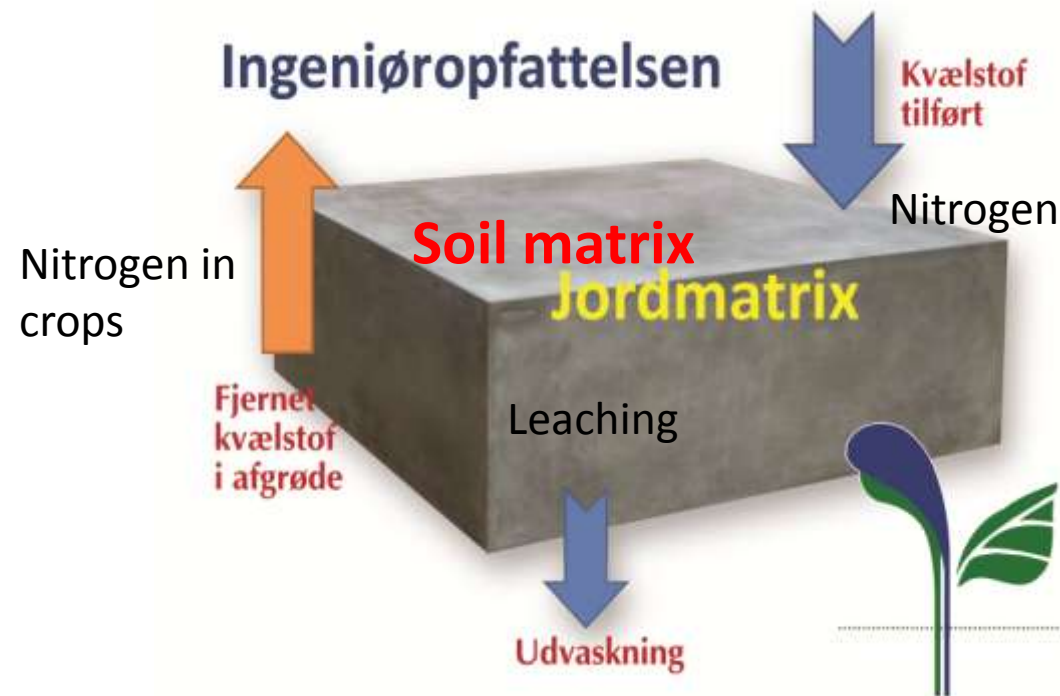 Ingeniøropfattelsen
Kvælstof
tilført
Nitrogen
Soil matrix
Jordmatrix
Nitrogen in
crops
Fjernet
kvælstof
i afgrøde
Leaching
Udvaskning